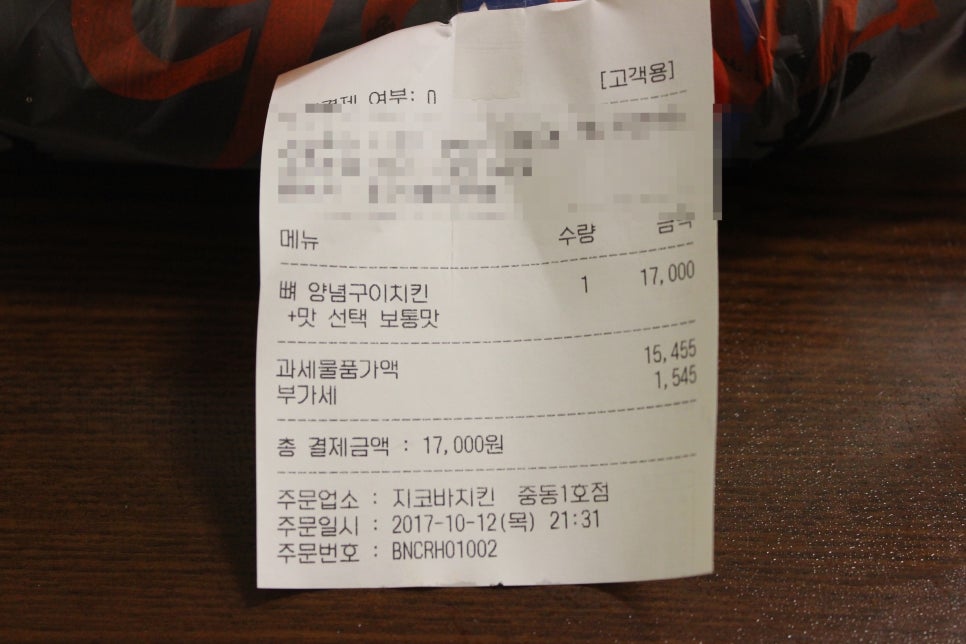 [고객용]
여부: 0
메뉴 수량 금액
뼈 양념구이치킨 1 17,000
+맛 선택 보통맛
과세물품가액 15,455
부가세 1,545
총 결제금액 : 17,000원
주문업소 : 지코바치킨 중동1호점
주문일시 : 2017-10-12(목) 21:31
주문번호 : BNCRH01002